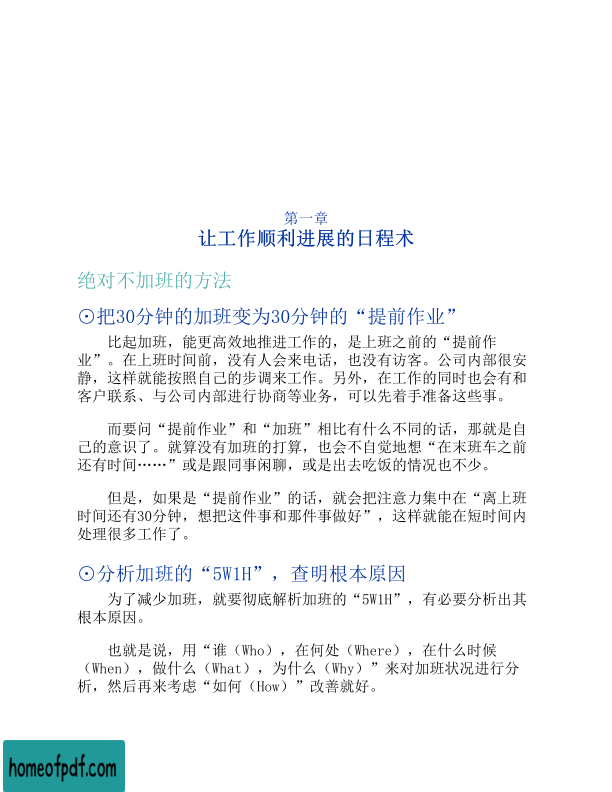 第一章
让工作顺利进展的日程术
绝对不加班的方法
⊙把30分钟的加班变为30分钟的“提前作业”
比起加班，能更高效地推进工作的，是上班之前的“提前作
业”。在上班时间前，没有人会来电话，也没有访客。公司内部很安
静，这样就能按照自己的步调来工作。另外，在工作的同时也会有和
客户联系、与公司内部进行协商等业务，可以先着手准备这些事。
而要问“提前作业”和“加班”相比有什么不同的话，那就是自
己的意识了。就算没有加班的打算，也会不自觉地想“在末班车之前
还有时间……”或是跟同事闲聊，或是出去吃饭的情况也不少。
但是，如果是“提前作业”的话，就会把注意力集中在“离上班
时间还有30分钟，想把这件事和那件事做好”，这样就能在短时间内
处理很多工作了。
⊙分析加班的“5W1H”，查明根本原因
为了减少加班，就要彻底解析加班的“5W1H”，有必要分析出其
根本原因。
也就是说，用“谁（Who），在何处（Where），在什么时候
（When），做什么（What），为什么（Why）”来对加班状况进行分
析，然后再来考虑“如何（How）”改善就好。
homeofpdf.com